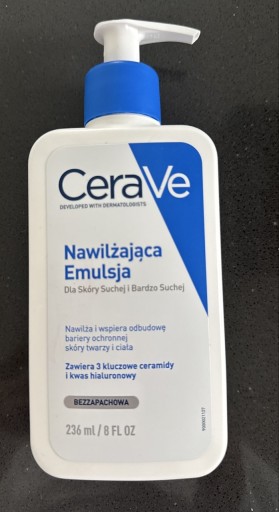 CeraVe
DEVELOPED WITH DERMATOLOGISTS
Nawilżająca
Emulsja
Dla Skóry Suchej i Bardzo Suchej
Nawilża i wspiera odbudowę
bariery ochronnej
skóry twarzy i ciała
Zawiera 3 kluczowe ceramidy
i kwas hialuronowy
BEZZAPACHOWA
236 ml / 8 FL OZ